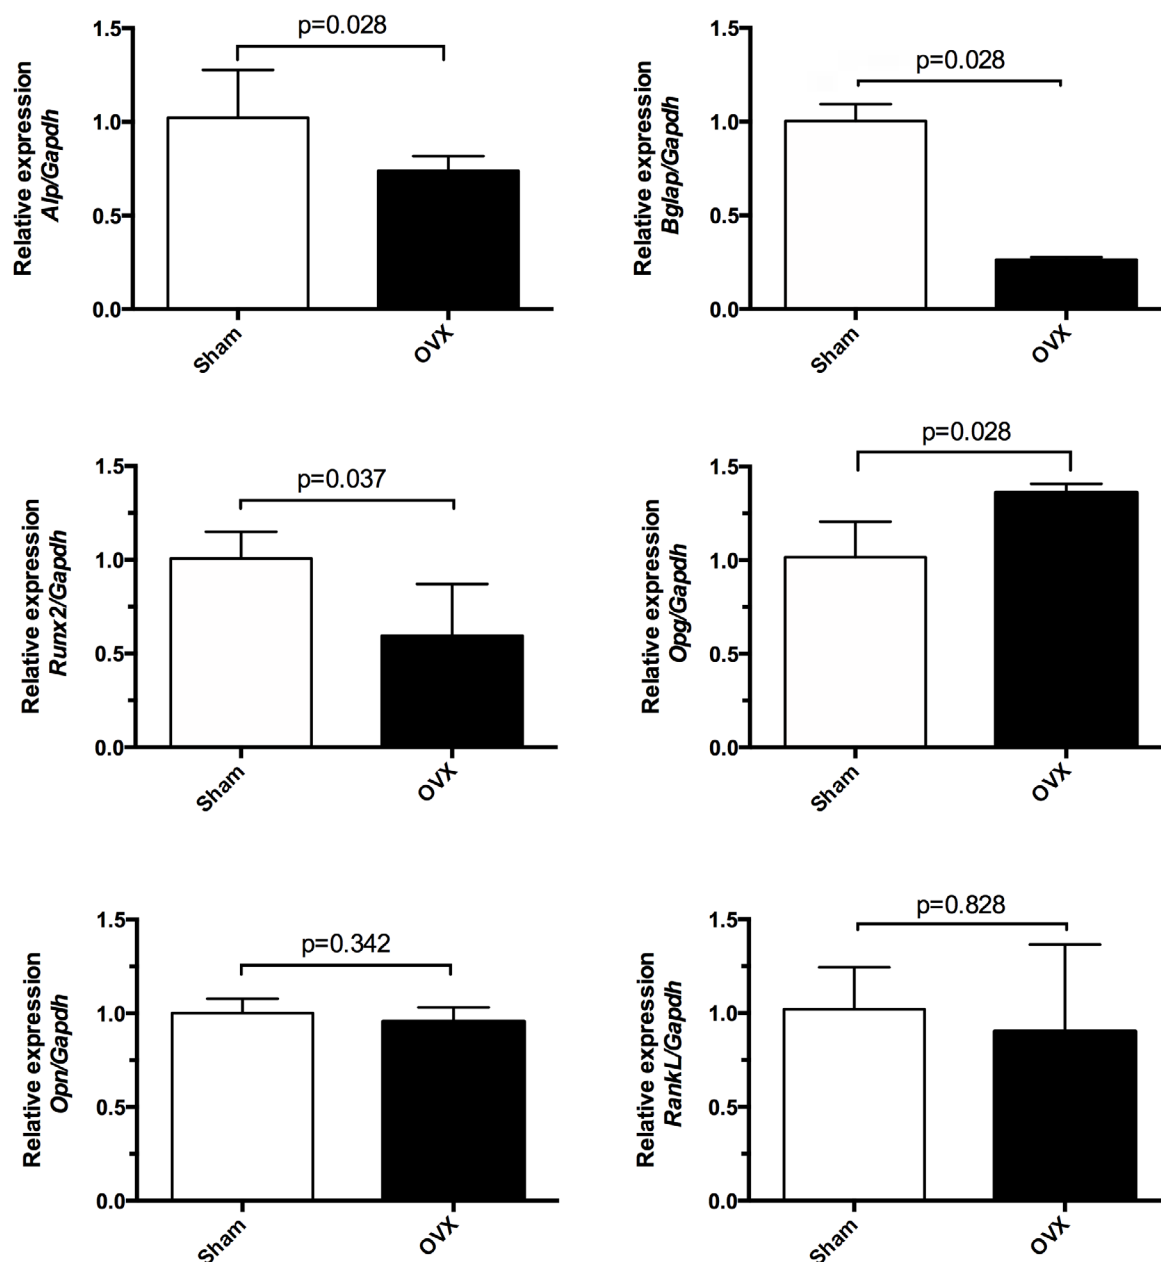 p=0.028
Relative expression
Alp/Gapdh
1.5
1.0
0.5
0.0
Sham
OVX
p=0.028
Relative expression
Bglap/Gapdh
1.5
1.0
0.5
0.0
Sham
OVX
p=0.037
Relative expression
Runx2/Gapdh
1.5
1.0
0.5
0.0
Sham
OVX
p=0.028
Relative expression
Opg/Gapdh
1.5
1.0
0.5
0.0
Sham
OVX
p=0.342
Relative expression
Opn/Gapdh
1.5
1.0
0.5
0.0
Sham
OVX
p=0.828
Relative expression
RankL/Gapdh
1.5
1.0
0.5
0.0
Sham
OVX